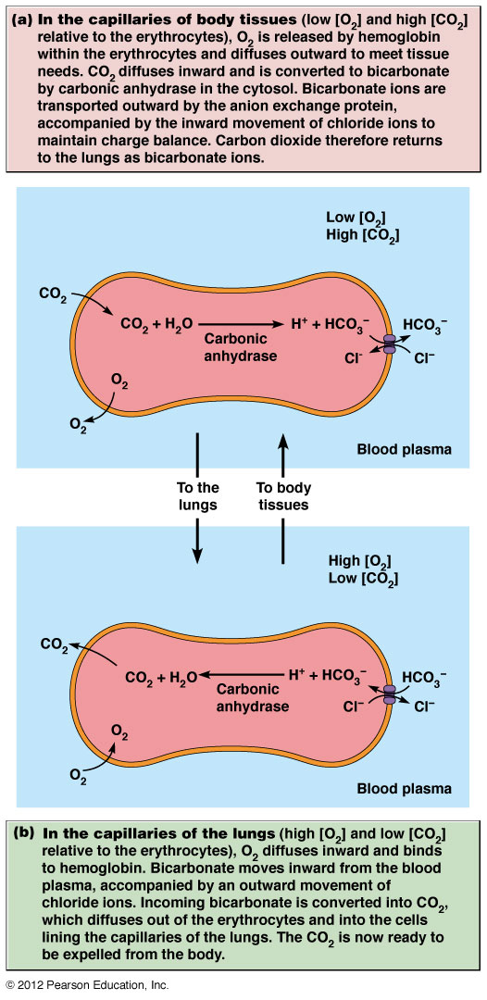 (a) In the capillaries of body tissues (low [O₂] and high [CO₂]
relative to the erythrocytes), O₂ is released by hemoglobin
within the erythrocytes and diffuses outward to meet tissue
needs. CO₂ diffuses inward and is converted to bicarbonate
by carbonic anhydrase in the cytosol. Bicarbonate ions are
transported outward by the anion exchange protein,
accompanied by the inward movement of chloride ions to
maintain charge balance. Carbon dioxide therefore returns
to the lungs as bicarbonate ions.
Low [O₂]
High [CO₂]
CO₂
CO₂ + H₂O
Carbonic
anhydrase
H⁺ + HCO₃⁻
HCO₃⁻
Cl⁻
Cl⁻
O₂
O₂
Blood plasma
To the
lungs
To body
tissues
High [O₂]
Low [CO₂]
CO₂
CO₂ + H₂O
Carbonic
anhydrase
H⁺ + HCO₃⁻
HCO₃⁻
Cl⁻
Cl⁻
O₂
O₂
Blood plasma
(b) In the capillaries of the lungs (high [O₂] and low [CO₂]
relative to the erythrocytes), O₂ diffuses inward and binds
to hemoglobin. Bicarbonate moves inward from the blood
plasma, accompanied by an outward movement of
chloride ions. Incoming bicarbonate is converted into CO₂,
which diffuses out of the erythrocytes and into the cells
lining the capillaries of the lungs. The CO₂ is now ready to
be expelled from the body.
© 2012 Pearson Education, Inc.